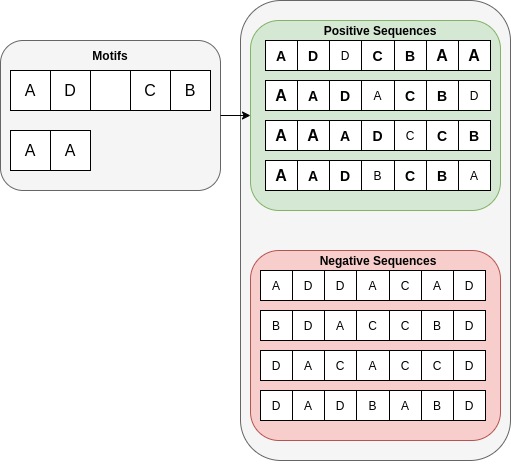 Motifs
A D C B
A A
Positive Sequences
A D D C B A A
A A D A C B D
A A A D C C B
A A D B C B A
Negative Sequences
A D D A C A D
B D A C C B D
D A C A C C D
D A D B A B D